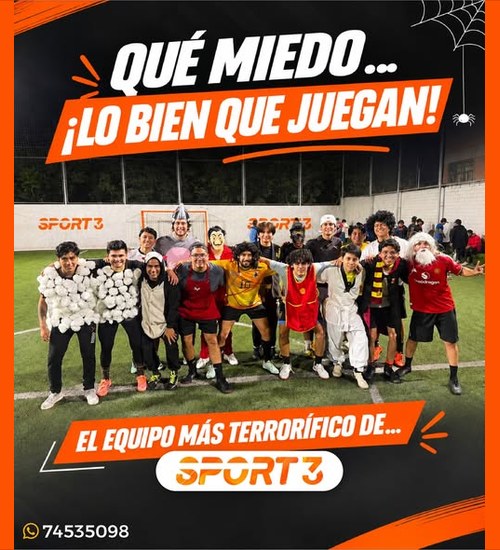 QUÉ MIEDO...
¡LO BIEN QUE JUEGAN!
SPORT3
SPORT3
EL EQUIPO MÁS TERRORÍFICO DE...
SPORT3
74535098